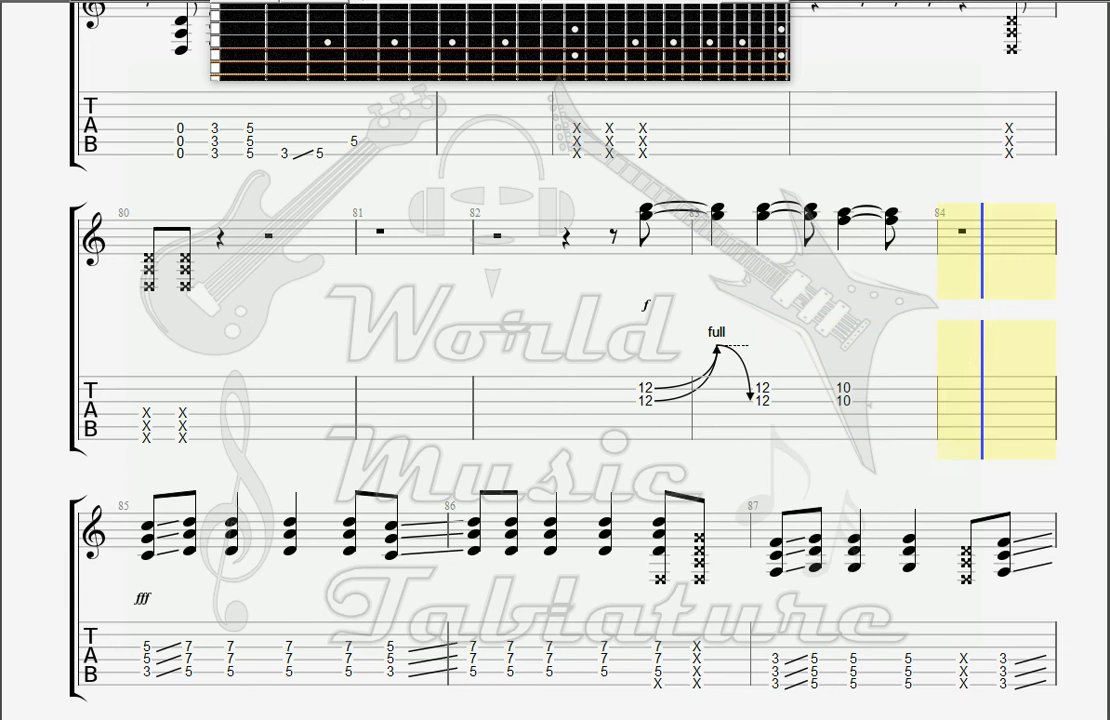 T
A
B
0 3 5
0 3 5 5
0 3 5 3 5
X X X X
X X X X
X X X X
80 81 82 83 84
f
full
T
A
B
12 12 10
12 12 10
X X
X X
X X
World
Music
Tablature
85 86 87
fff
T
A
B
5 7 7 7 7 5 7 7 7 7 7 X
5 7 7 7 7 5 7 7 7 7 7 X 3 5 5 5 X 3
3 5 5 5 5 3 5 5 5 5 5 X 3 5 5 5 X 3
X X 3 5 5 5 X 3